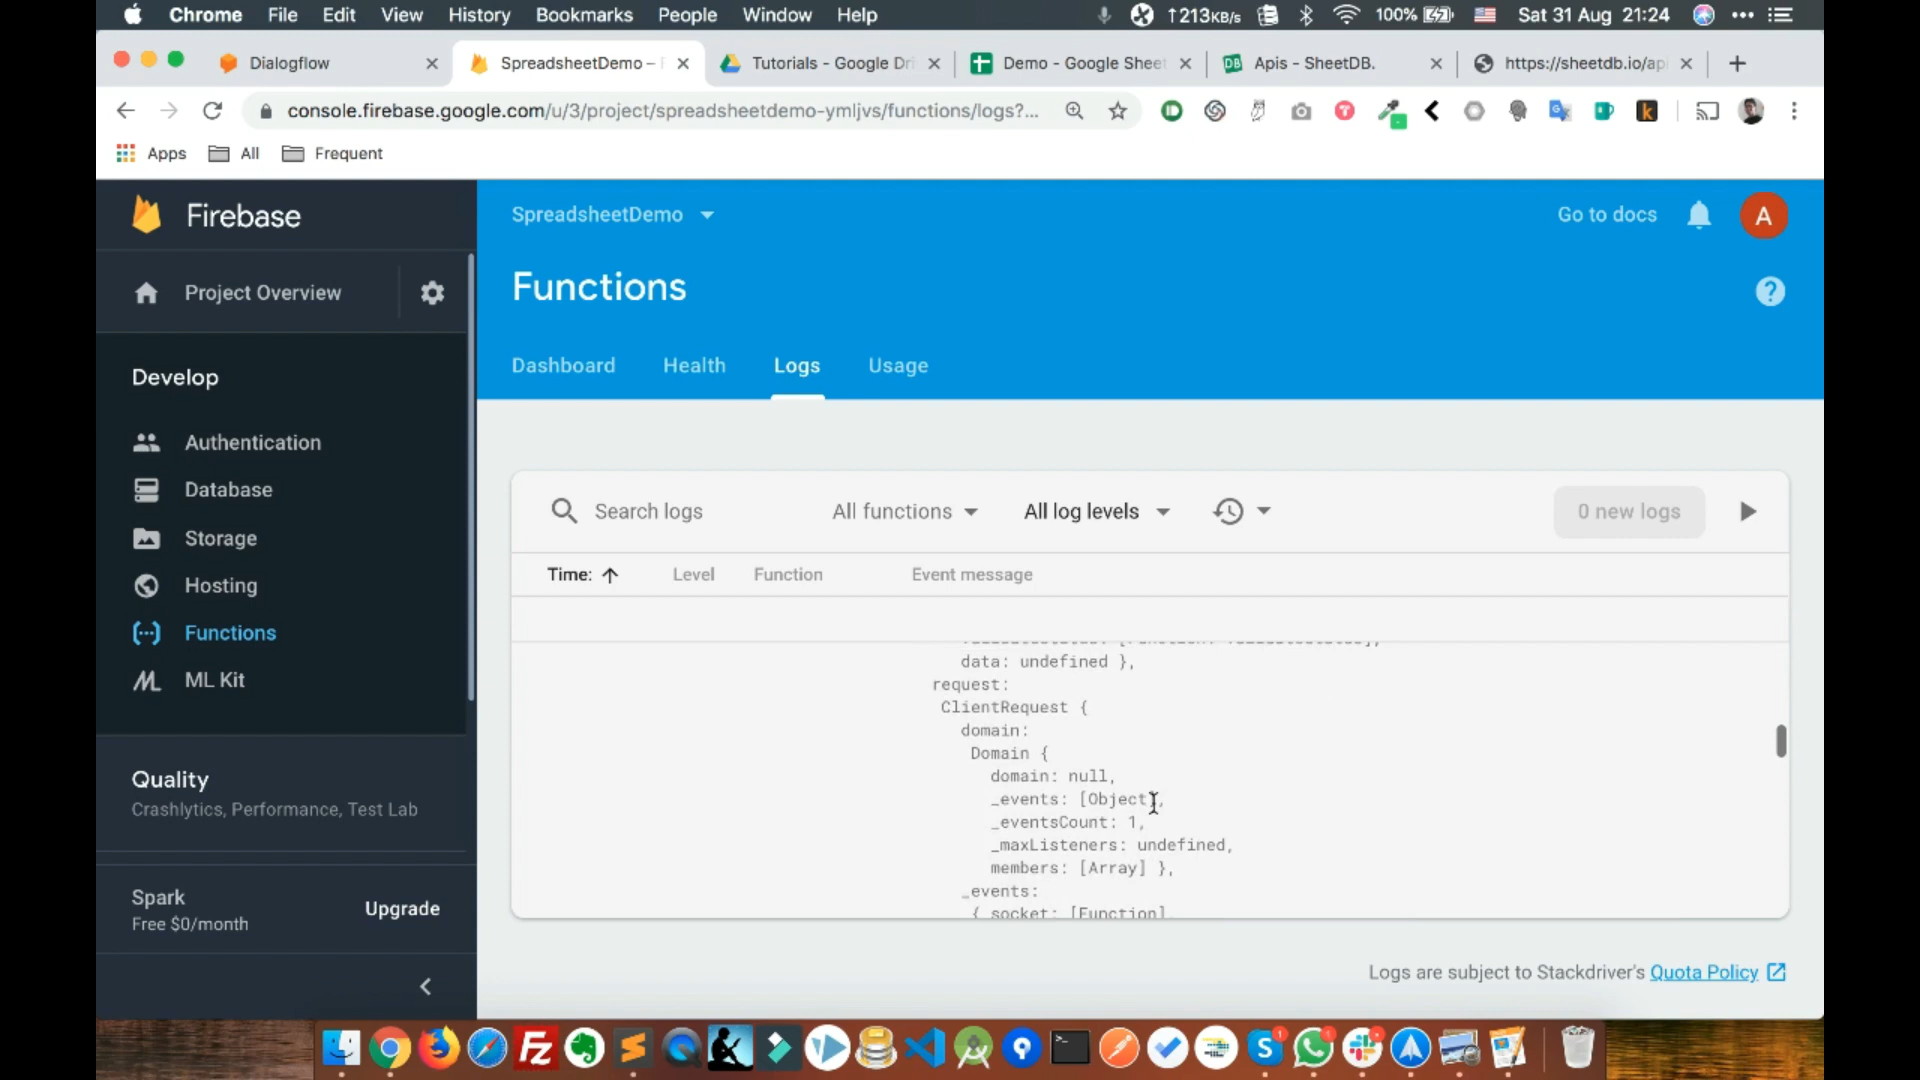 Chrome File Edit View History Bookmarks People Window Help ↑213KB/s 100% Sat 31 Aug 21:24
Dialogflow SpreadsheetDemo – Tutorials - Google Dri Demo - Google Sheet Apis - SheetDB. https://sheetdb.io/api
console.firebase.google.com/u/3/project/spreadsheetdemo-ymljvs/functions/logs?...
Apps All Frequent
Firebase
SpreadsheetDemo
Go to docs
A
Project Overview
Functions
Dashboard Health Logs Usage
Develop
Authentication
Database
Storage
Hosting
Functions
ML Kit
Quality
Crashlytics, Performance, Test Lab
Spark
Free $0/month
Upgrade
Search logs All functions All log levels 0 new logs
Time: Level Function Event message
data: undefined },
request:
ClientRequest {
domain:
Domain {
domain: null,
_events: [Object],
_eventsCount: 1,
_maxListeners: undefined,
members: [Array] },
_events:
{ socket: [Function],
Logs are subject to Stackdriver's Quota Policy